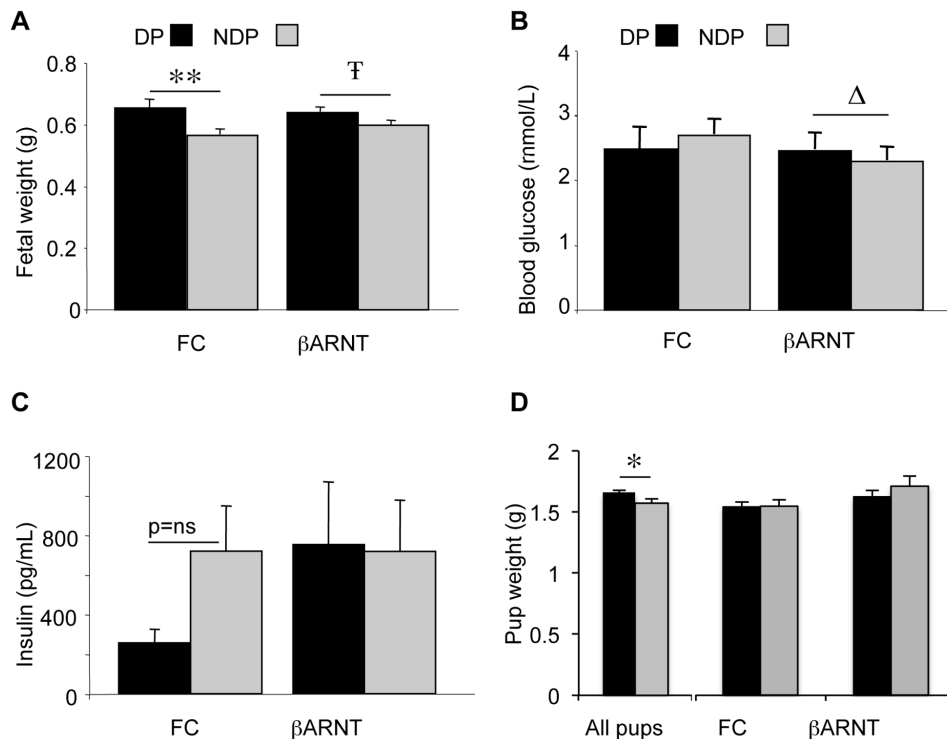 A
DP NDP
Fetal weight (g)
0.8
0.6
0.4
0.2
0
**
Ŧ
FC βARNT
B
DP NDP
Blood glucose (mmol/L)
4
3
2
1
0
Δ
FC βARNT
C
Insulin (pg/mL)
1200
800
400
0
p=ns
FC βARNT
D
Pup weight (g)
2
1.5
1
0.5
0
*
All pups FC βARNT